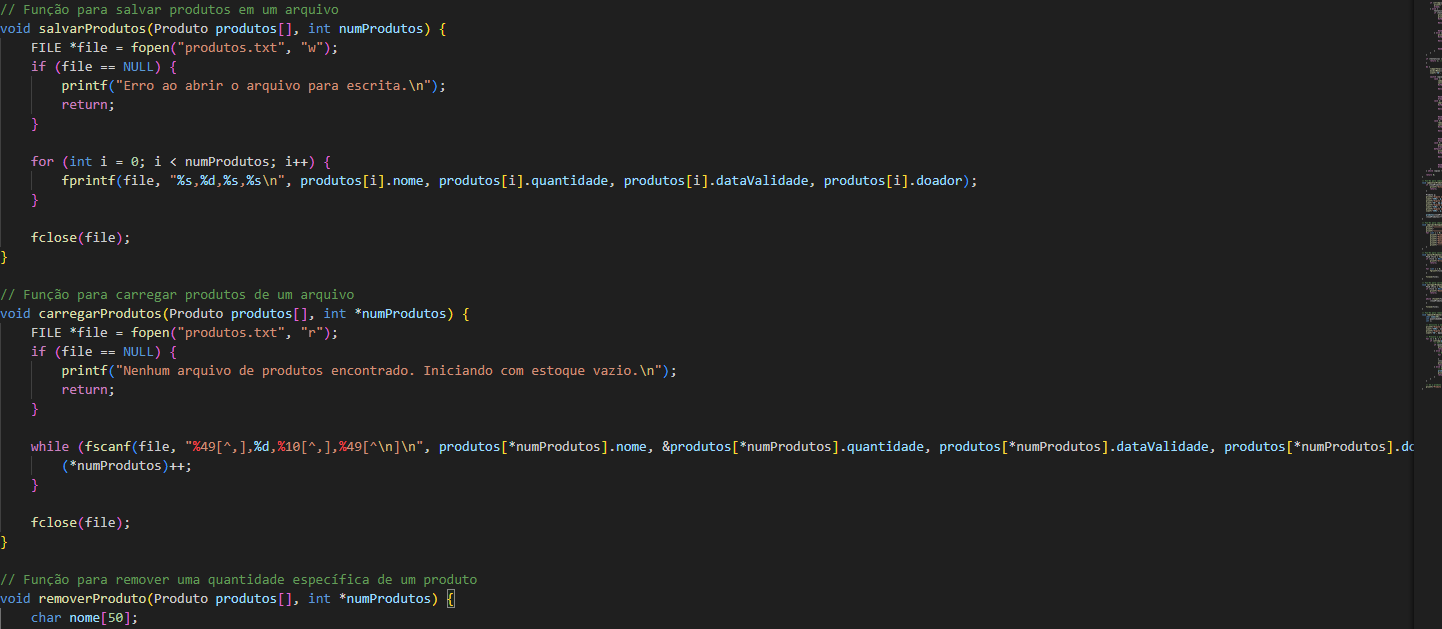 // Função para salvar produtos em um arquivo
void salvarProdutos(Produto produtos[], int numProdutos) {
    FILE *file = fopen("produtos.txt", "w");
    if (file == NULL) {
        printf("Erro ao abrir o arquivo para escrita.\n");
        return;
    }

    for (int i = 0; i < numProdutos; i++) {
        fprintf(file, "%s,%d,%s,%s\n", produtos[i].nome, produtos[i].quantidade, produtos[i].dataValidade, produtos[i].doador);
    }

    fclose(file);
}

// Função para carregar produtos de um arquivo
void carregarProdutos(Produto produtos[], int *numProdutos) {
    FILE *file = fopen("produtos.txt", "r");
    if (file == NULL) {
        printf("Nenhum arquivo de produtos encontrado. Iniciando com estoque vazio.\n");
        return;
    }

    while (fscanf(file, "%49[^,],%d,%10[^,],%49[^\n]\n", produtos[*numProdutos].nome, &produtos[*numProdutos].quantidade, produtos[*numProdutos].dataValidade, produtos[*numProdutos].do
        (*numProdutos)++;
    }

    fclose(file);
}

// Função para remover uma quantidade específica de um produto
void removerProduto(Produto produtos[], int *numProdutos) {
    char nome[50];